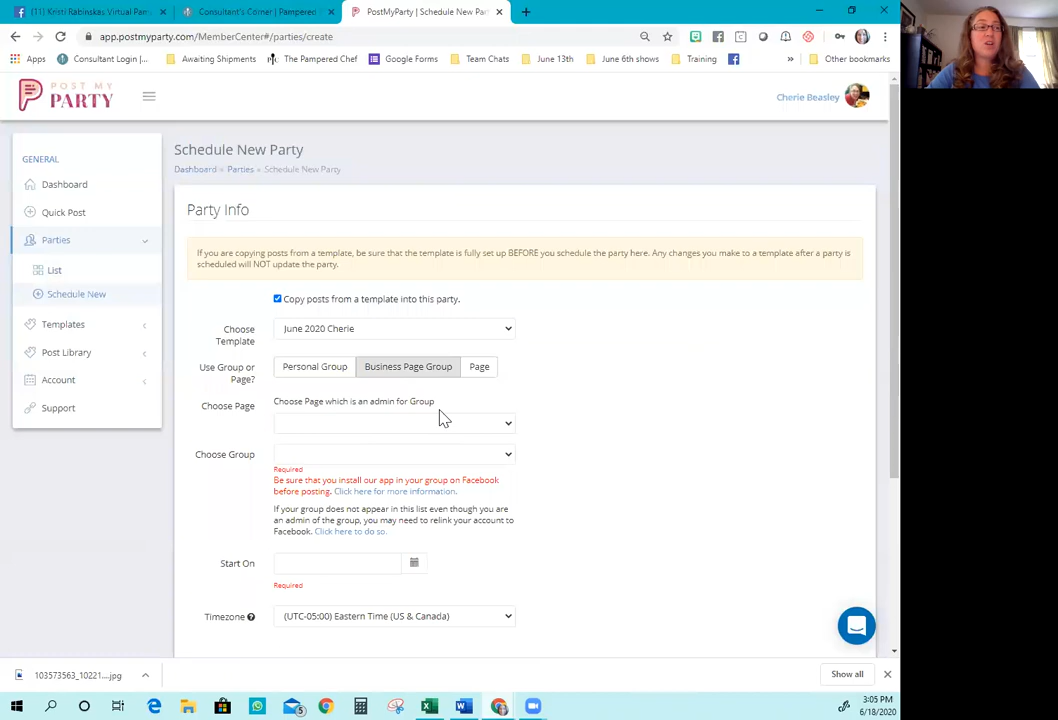 (11) Kristi Rabinskas Virtual Pam
Consultant's Corner | Pampered
PostMyParty | Schedule New Part
app.postmyparty.com/MemberCenter#/parties/create
Apps
Consultant Login |...
Awaiting Shipments
The Pampered Chef
Google Forms
Team Chats
June 13th
June 6th shows
Training
Other bookmarks
POST MY
PARTY
Cherie Beasley
GENERAL
Dashboard
Quick Post
Parties
List
Schedule New
Templates
Post Library
Account
Support
Schedule New Party
Dashboard » Parties » Schedule New Party
Party Info
If you are copying posts from a template, be sure that the template is fully set up BEFORE you schedule the party here. Any changes you make to a template after a party is
scheduled will NOT update the party.
Copy posts from a template into this party.
Choose
Template
June 2020 Cherie
Use Group or
Page?
Personal Group
Business Page Group
Page
Choose Page
Choose Page which is an admin for Group
Choose Group
Required
Be sure that you install our app in your group on Facebook
before posting. Click here for more information.
If your group does not appear in this list even though you are
an admin of the group, you may need to relink your account to
Facebook. Click here to do so.
Start On
Required
Timezone
(UTC-05:00) Eastern Time (US & Canada)
103573563_10221....jpg
Show all
5
3:05 PM
6/18/2020